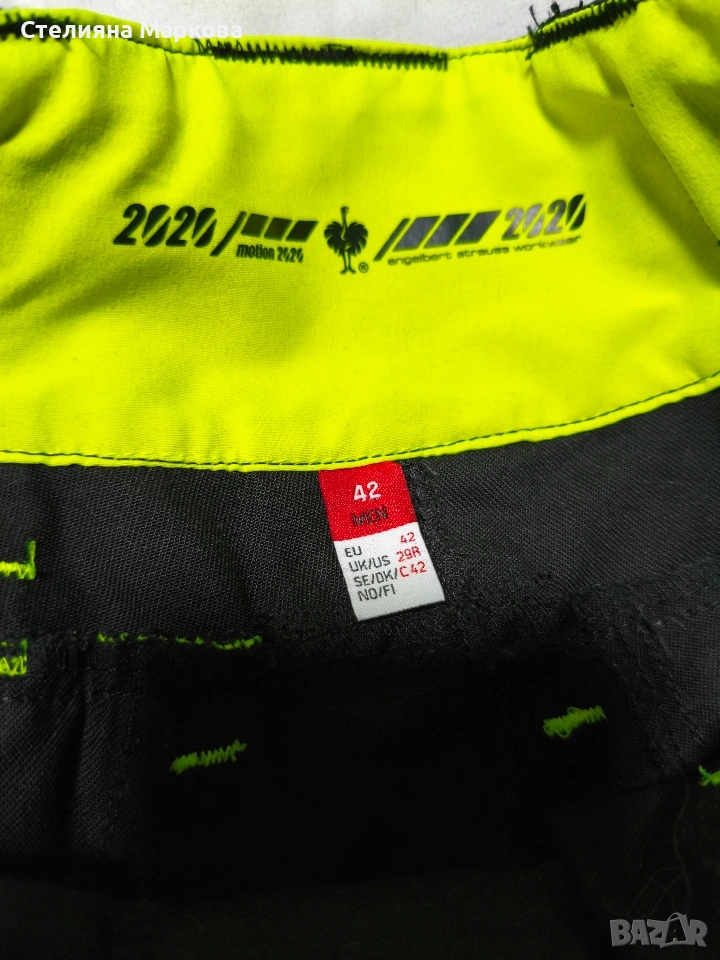 Стелияна Маркова
2020
motion 2020
®
2020
engelbert strauss workwear
42
MEN
EU 42
UK/US 29R
SE/DK/ C42
NO/FI
BAZAR